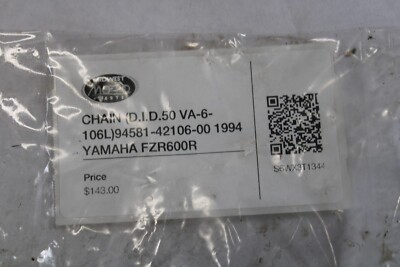 CHAIN (D.I.D.50 VA-6-
106L)94581-42106-00 1994
YAMAHA FZR600R
Price
$143.00